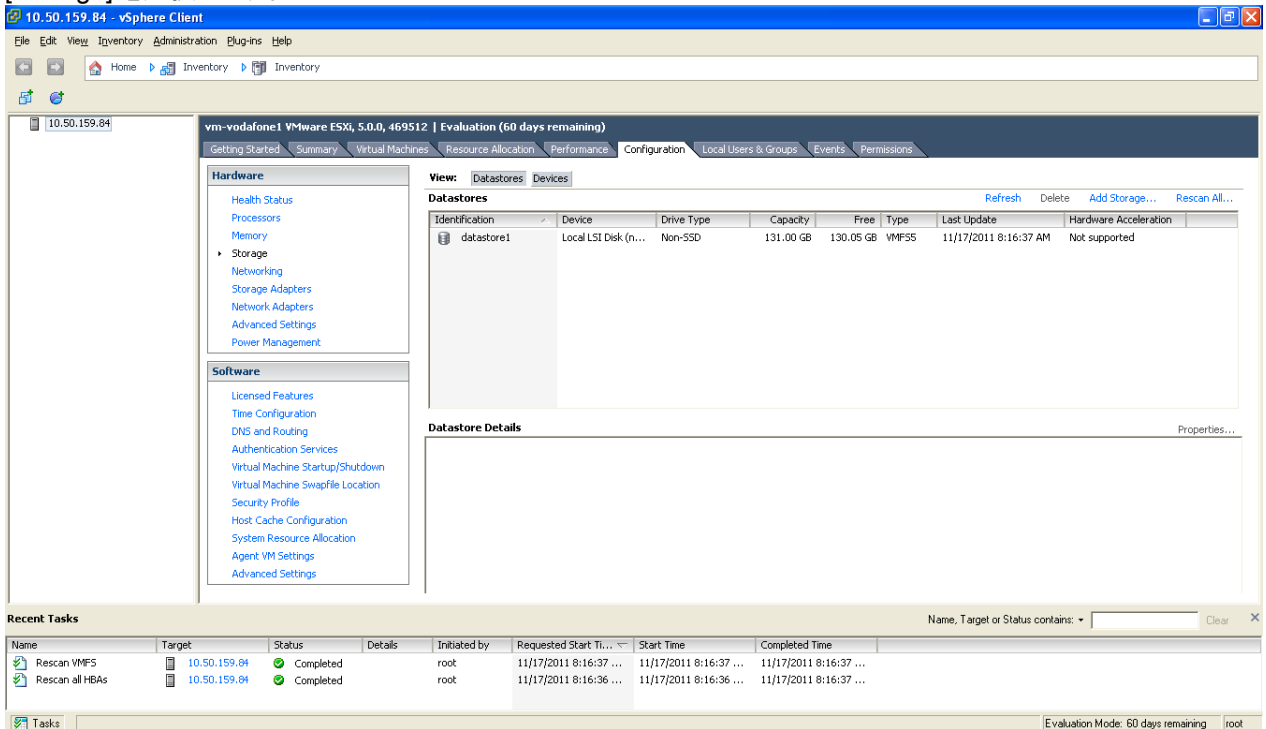 10.50.159.84 - vSphere Client
File Edit View Inventory Administration Plug-ins Help
Home Inventory Inventory
10.50.159.84
vm-vodafone1 VMware ESXi, 5.0.0, 469512 | Evaluation (60 days remaining)
Getting Started Summary Virtual Machines Resource Allocation Performance Configuration Local Users & Groups Events Permissions
Hardware
Health Status
Processors
Memory
Storage
Networking
Storage Adapters
Network Adapters
Advanced Settings
Power Management
Software
Licensed Features
Time Configuration
DNS and Routing
Authentication Services
Virtual Machine Startup/Shutdown
Virtual Machine Swapfile Location
Security Profile
Host Cache Configuration
System Resource Allocation
Agent VM Settings
Advanced Settings
View: Datastores Devices
Datastores Refresh Delete Add Storage... Rescan All...
Identification Device Drive Type Capacity Free Type Last Update Hardware Acceleration
datastore1 Local LSI Disk (n... Non-SSD 131.00 GB 130.05 GB VMFS5 11/17/2011 8:16:37 AM Not supported
Datastore Details Properties...
Recent Tasks Name, Target or Status contains: Clear
Name Target Status Details Initiated by Requested Start Ti... Start Time Completed Time
Rescan VMFS 10.50.159.84 Completed root 11/17/2011 8:16:37 ... 11/17/2011 8:16:37 ... 11/17/2011 8:16:37 ...
Rescan all HBAs 10.50.159.84 Completed root 11/17/2011 8:16:36 ... 11/17/2011 8:16:36 ... 11/17/2011 8:16:37 ...
Tasks Evaluation Mode: 60 days remaining root